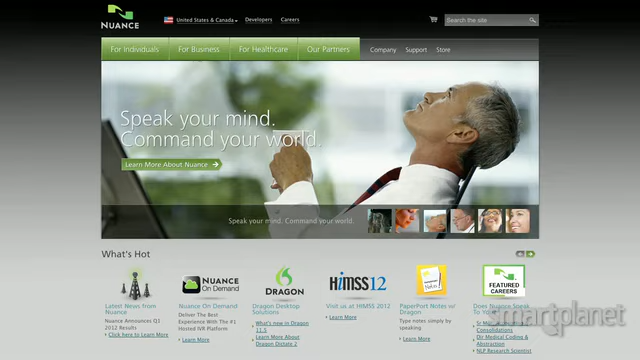 NUANCE
United States & Canada
Developers
Careers
Search the site
For Individuals
For Business
For Healthcare
Our Partners
Company
Support
Store
Speak your mind.
Command your world.
Learn More About Nuance
Speak your mind. Command your world.
What's Hot
NUANCE
ON DEMAND
DRAGON
HIMSS12
Note!
FEATURED
CAREERS
Latest News from
Nuance
Nuance Announces Q1
2012 Results
Click here to Learn More
Nuance On Demand
Deliver The Best
Experience With The #1
Hosted IVR Platform
Learn More
Dragon Desktop
Solutions
What's new in Dragon
11.5
Learn More About
Dragon Dictate 2
Visit us at HIMSS 2012
Learn More
PaperPort Notes w/
Dragon
Type notes simply by
speaking
Learn More
Does Nuance Speak
To You?
Consolidations
Dir Medical Coding &
Abstraction
NLP Research Scientist
smartplanet